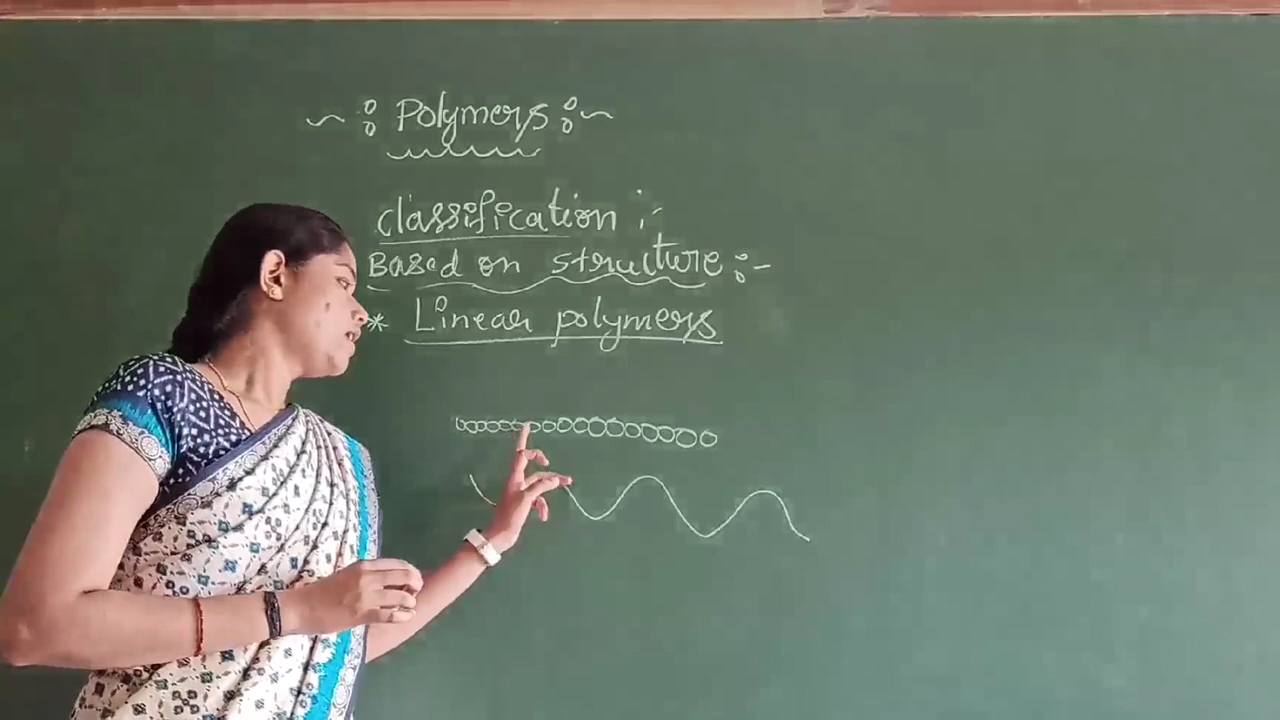 ~ : Polymers : ~
Classification :-
Based on structure :-
* Linear polymers